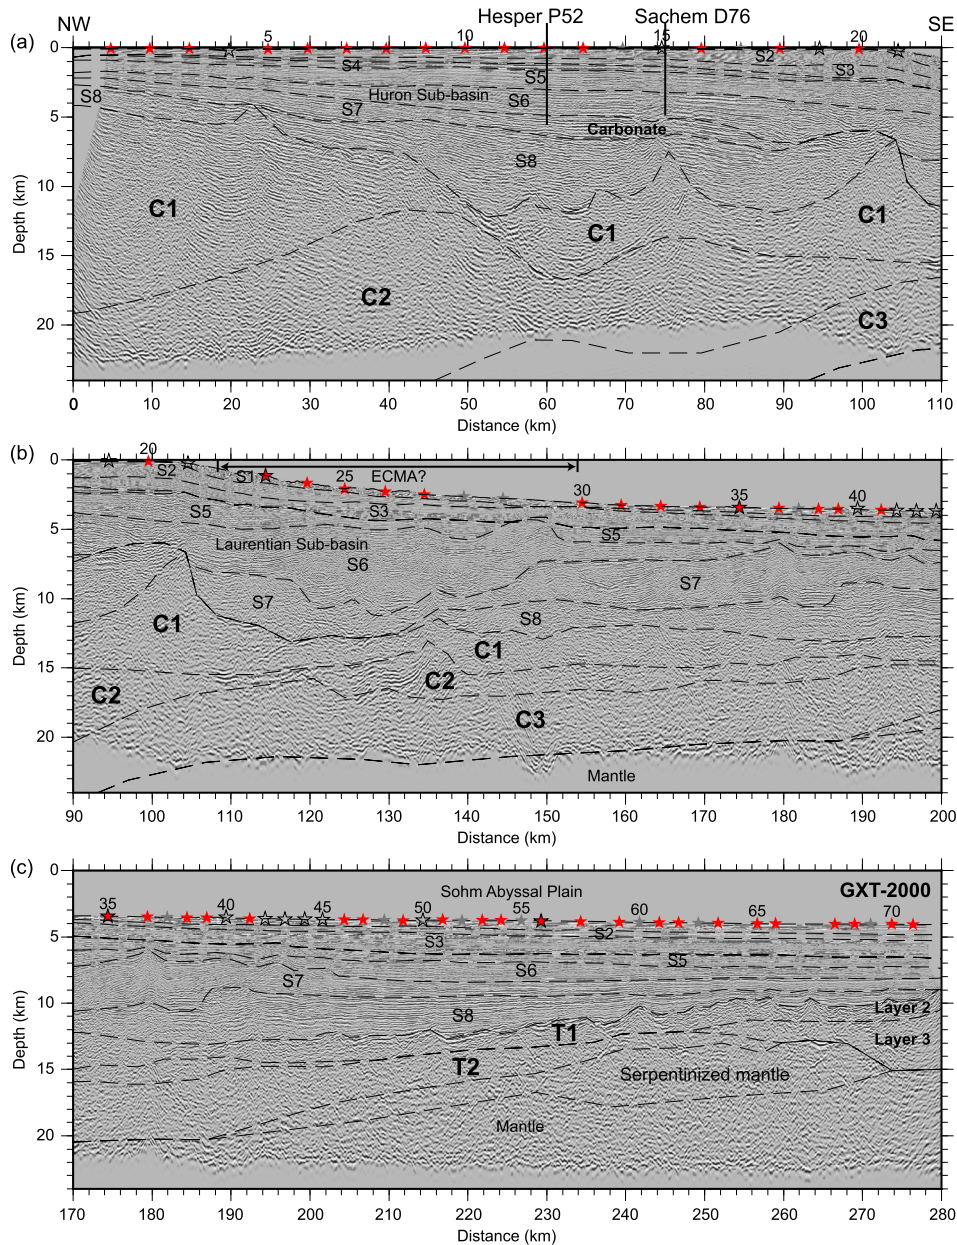 Hesper P52 Sachem D76
NW SE
(a)
0 5 10 15 20
S2
S4 S3
S5
Huron Sub-basin
S8 S6
5 S7
Carbonate
S8
10
C1 C1
C1
15
C2
20 C3
Depth (km)
0 10 20 30 40 50 60 70 80 90 100 110
Distance (km)
(b)
0 20
S2 S1 25 ECMA?
30 35 40
S5 S3
5 S5
Laurentian Sub-basin
S6
S7
10 S7
S8
C1 C1
15
C2 C2
C3
20
Mantle
Depth (km)
90 100 110 120 130 140 150 160 170 180 190 200
Distance (km)
(c)
0
Sohm Abyssal Plain GXT-2000
35 40 45 50 55 60 65 70
5 S3 S2
S6 S5
S7
10 Layer 2
S8
T1 Layer 3
T2
15 Serpentinized mantle
Mantle
20
Depth (km)
170 180 190 200 210 220 230 240 250 260 270 280
Distance (km)